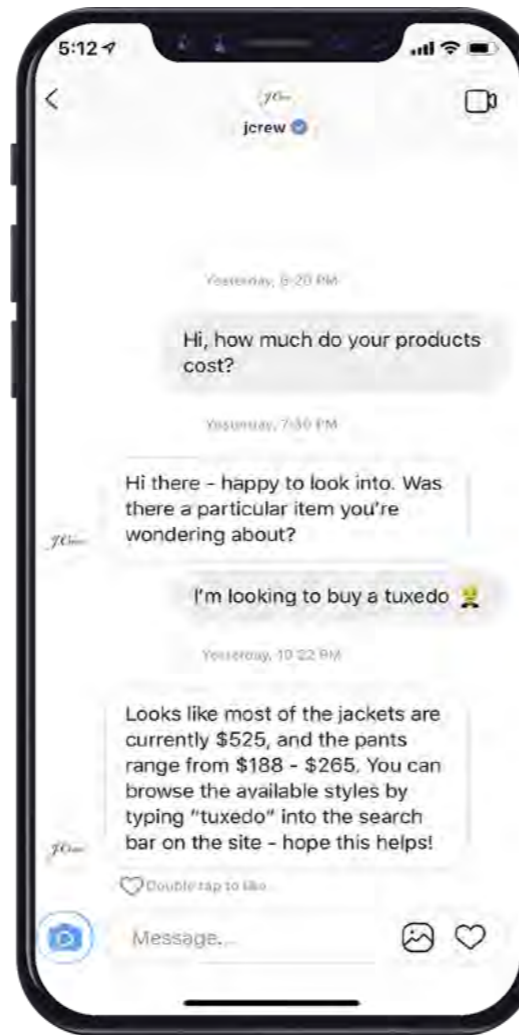 5:12
J.Crew
jcrew
Yesterday, 6:20 PM
Hi, how much do your products
cost?
Yesterday, 7:30 PM
Hi there - happy to look into. Was
there a particular item you're
wondering about?
J.Crew
I'm looking to buy a tuxedo
Yesterday, 10:22 PM
Looks like most of the jackets are
currently $525, and the pants
range from $188 - $265. You can
browse the available styles by
typing “tuxedo” into the search
bar on the site - hope this helps!
J.Crew
Double tap to like
Message...